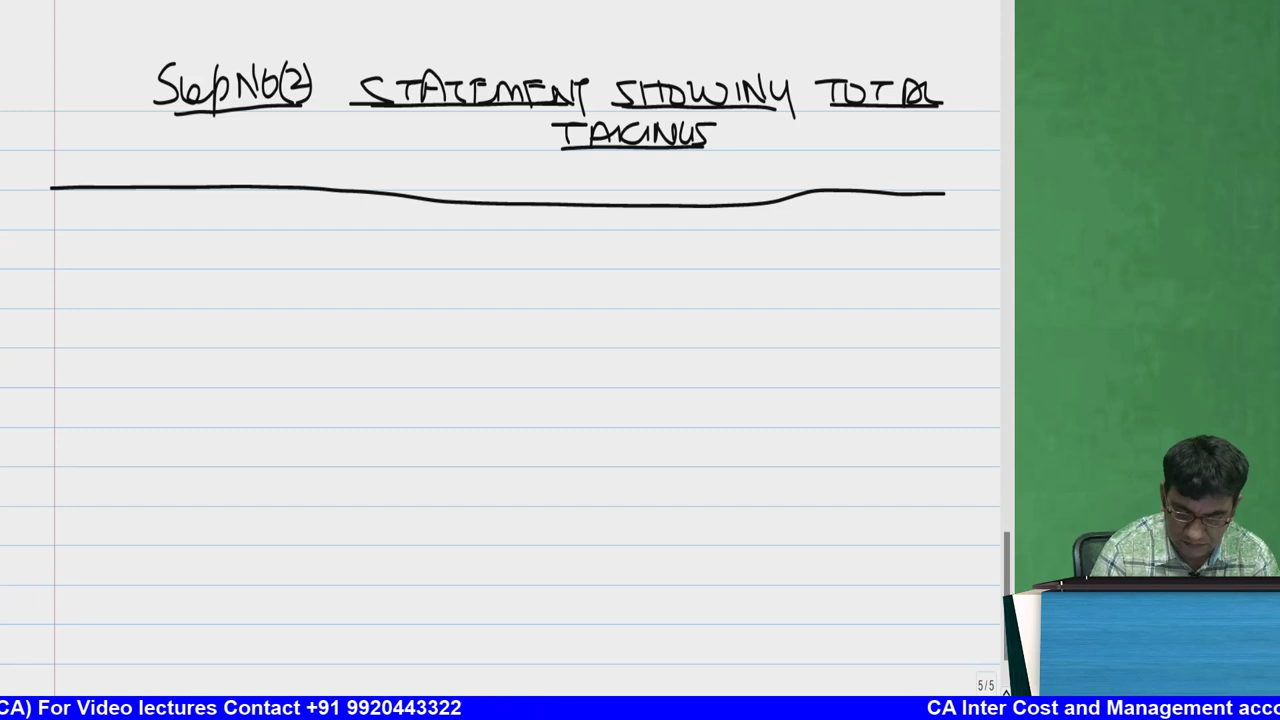 Step No(2) STATEMENT SHOWING TOTAL
TAKINGS
5/5
CA) For Video lectures Contact +91 9920443322
CA Inter Cost and Management acco